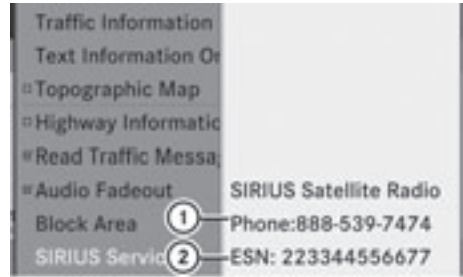 Traffic Information
Text Information On
Topographic Map
Highway Informatic
Read Traffic Messa
Audio Fadeout
SIRIUS Satellite Radio
Block Area
1
Phone:888-539-7474
SIRIUS Servic
2
ESN: 223344556677